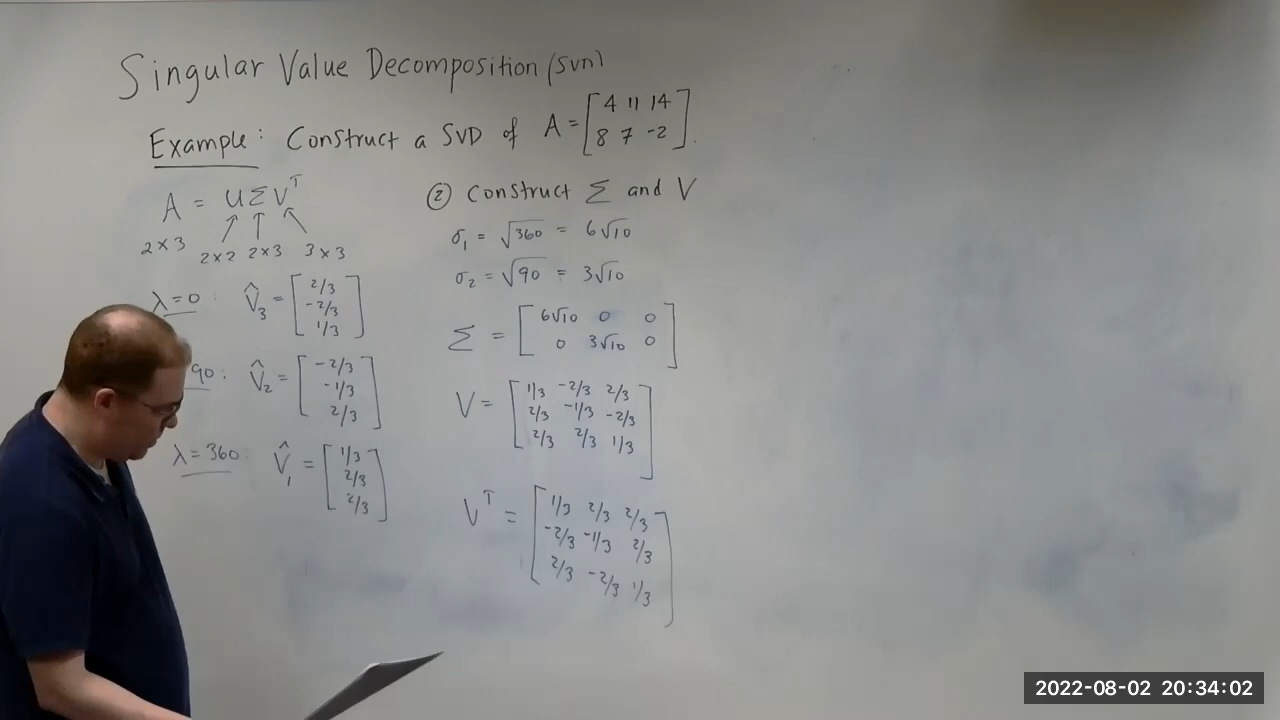 Singular Value Decomposition (SVD)
Example: Construct a SVD of A = [ 4 11 14
8 7 -2 ].
A = U Σ Vᵀ
2×3 2×2 2×3 3×3
λ=0: v̂₃ = [ 2/3
-2/3
1/3 ]
90: v̂₂ = [ -2/3
-1/3
2/3 ]
λ=360: v̂₁ = [ 1/3
2/3
2/3 ]
② Construct Σ and V
σ₁ = √360 = 6√10
σ₂ = √90 = 3√10
Σ = [ 6√10 0 0
0 3√10 0 ]
V = [ 1/3 -2/3 2/3
2/3 -1/3 -2/3
2/3 2/3 1/3 ]
Vᵀ = [ 1/3 2/3 2/3
-2/3 -1/3 2/3
2/3 -2/3 1/3 ]
2022-08-02 20:34:02